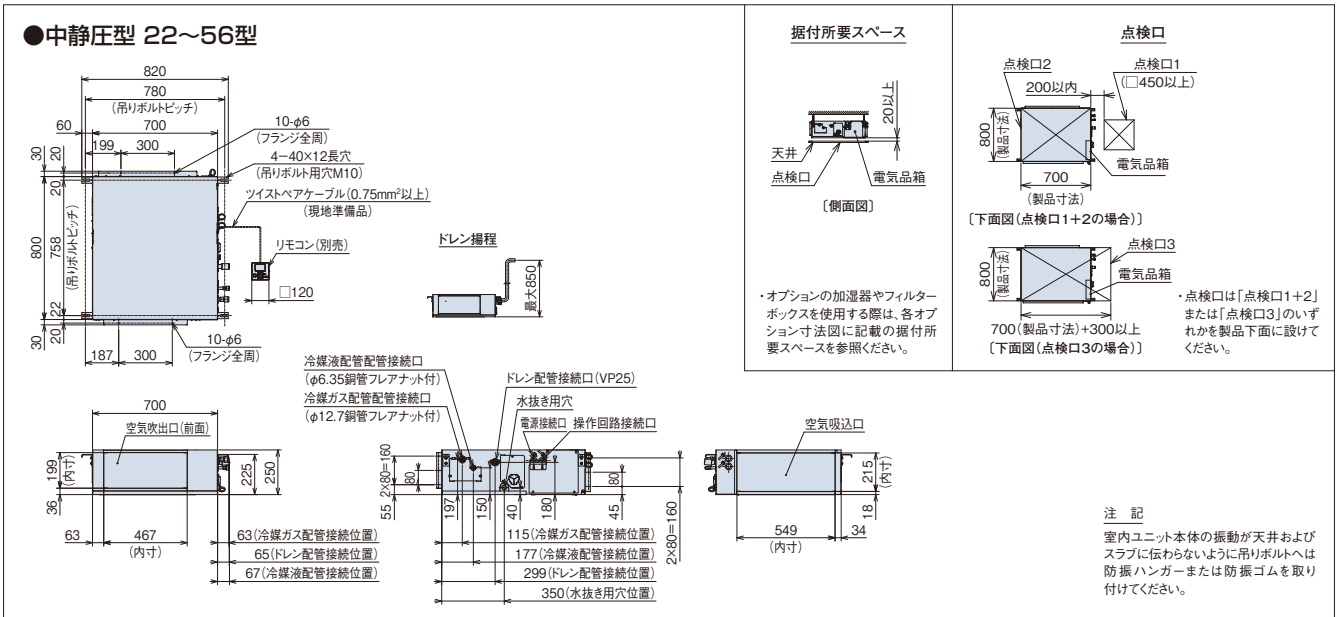 ●中静圧型 22〜56型
820
780
(吊りボルトピッチ)
60
700
199
300
10-φ6
(フランジ全周)
4−40×12長穴
(吊りボルト用穴M10)
ツイストペアケーブル(0.75mm²以上)
(現地準備品)
リモコン(別売)
□120
30
20
20
800
758
(吊りボルトピッチ)
22
20
30
187
300
10-φ6
(フランジ全周)
ドレン揚程
最大850
据付所要スペース
20以上
天井
点検口
電気品箱
〔側面図〕
・オプションの加湿器やフィルター
ボックスを使用する際は、各オプ
ション寸法図に記載の据付所
要スペースを参照ください。
点検口
点検口2
200以内
点検口1
(□450以上)
800
(製品寸法)
電気品箱
700
(製品寸法)
〔下面図(点検口1+2の場合)〕
800
(製品寸法)
点検口3
電気品箱
700(製品寸法)+300以上
〔下面図(点検口3の場合)〕
・点検口は「点検口1+2」
または「点検口3」のいず
れかを製品下面に設けて
ください。
700
空気吹出口(前面)
199
(内寸)
36
225
250
63
467
(内寸)
63(冷媒ガス配管接続位置)
65(ドレン配管接続位置)
67(冷媒液配管接続位置)
冷媒液配管配管接続口
(φ6.35銅管フレアナット付)
冷媒ガス配管配管接続口
(φ12.7銅管フレアナット付)
ドレン配管接続口(VP25)
水抜き用穴
電源接続口
操作回路接続口
2×80=160
80
55
197
150
40
180
80
45
2×80=160
115(冷媒ガス配管接続位置)
177(冷媒液配管接続位置)
299(ドレン配管接続位置)
350(水抜き用穴位置)
空気吸込口
215
(内寸)
18
549
(内寸)
34
注 記
室内ユニット本体の振動が天井および
スラブに伝わらないように吊りボルトへは
防振ハンガーまたは防振ゴムを取り
付けてください。